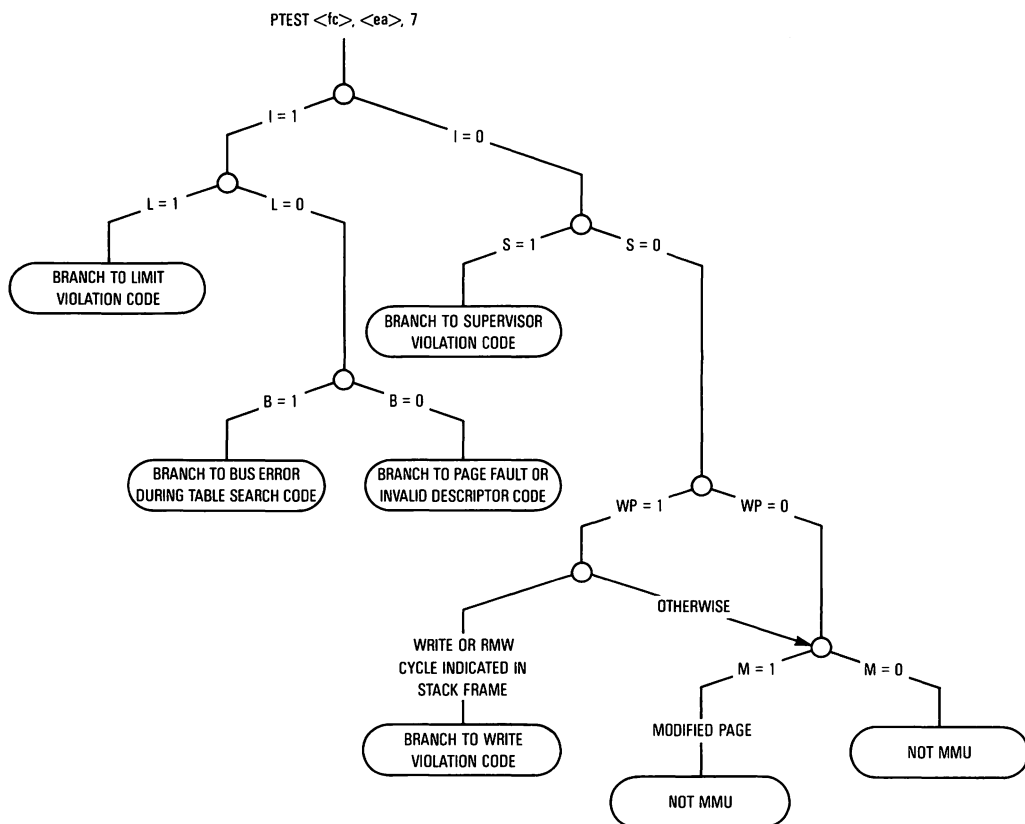 PTEST <fc>, <ea>, 7
I = 1
I = 0
L = 1
L = 0
S = 1
S = 0
BRANCH TO LIMIT
VIOLATION CODE
BRANCH TO SUPERVISOR
VIOLATION CODE
B = 1
B = 0
BRANCH TO BUS ERROR
DURING TABLE SEARCH CODE
BRANCH TO PAGE FAULT OR
INVALID DESCRIPTOR CODE
WP = 1
WP = 0
OTHERWISE
WRITE OR RMW
CYCLE INDICATED IN
STACK FRAME
BRANCH TO WRITE
VIOLATION CODE
M = 1
M = 0
MODIFIED PAGE
NOT MMU
NOT MMU